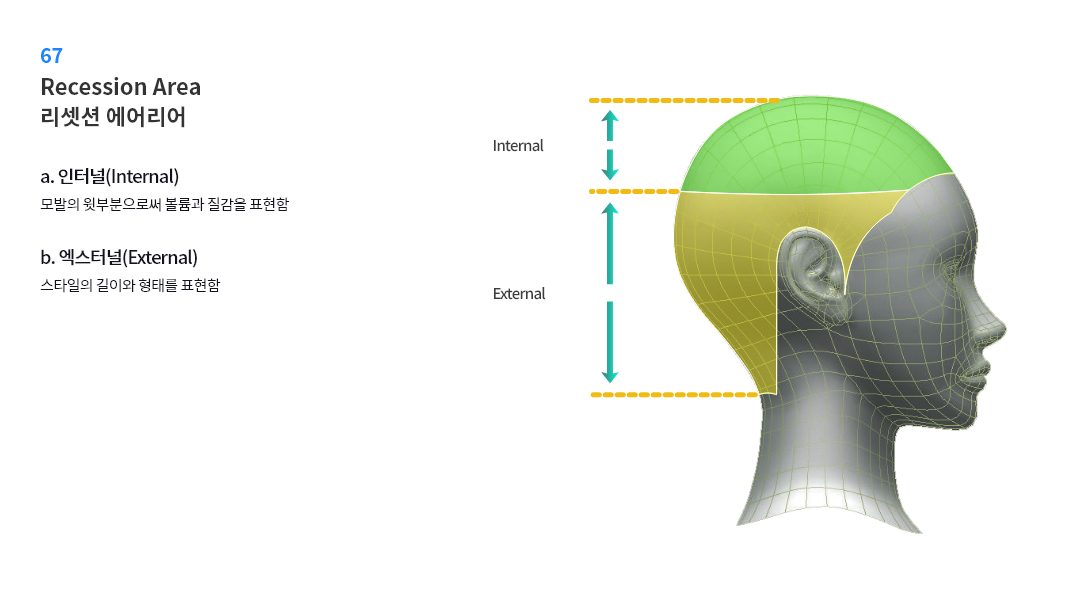 67
Recession Area
리셋션 에어리어
a. 인터널(Internal)
모발의 윗부분으로써 볼륨과 질감을 표현함
b. 엑스터널(External)
스타일의 길이와 형태를 표현함
Internal
External